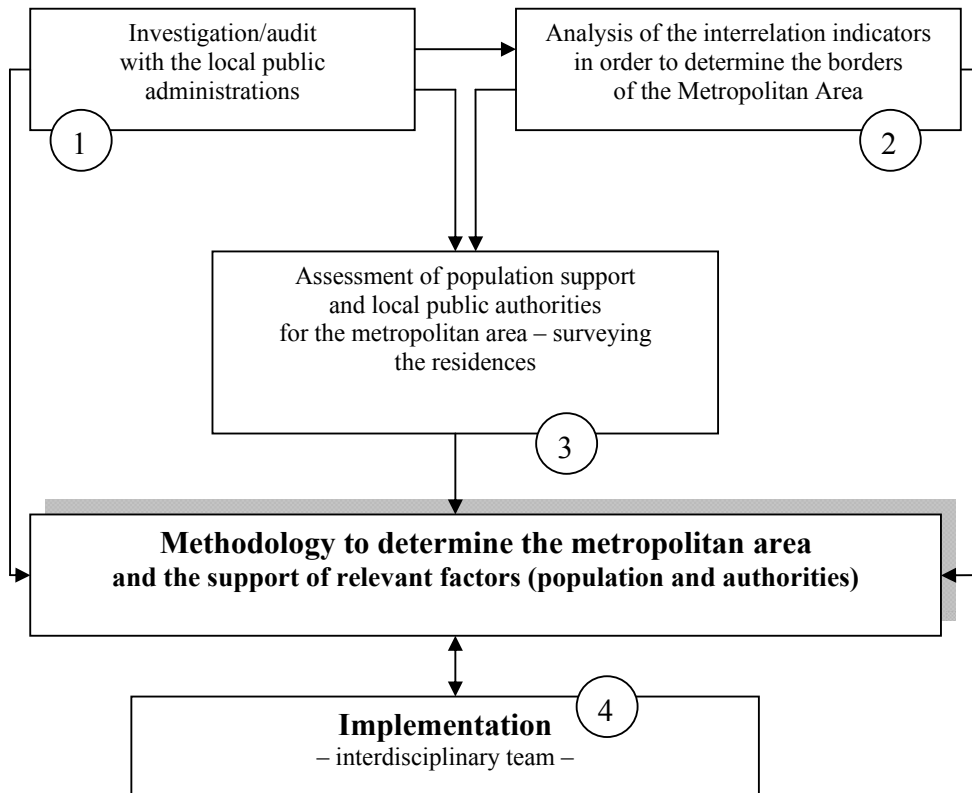 Investigation/audit
with the local public
administrations
1
Analysis of the interrelation indicators
in order to determine the borders
of the Metropolitan Area
2
Assessment of population support
and local public authorities
for the metropolitan area – surveying
the residences
3
Methodology to determine the metropolitan area
and the support of relevant factors (population and authorities)
4
Implementation
– interdisciplinary team –